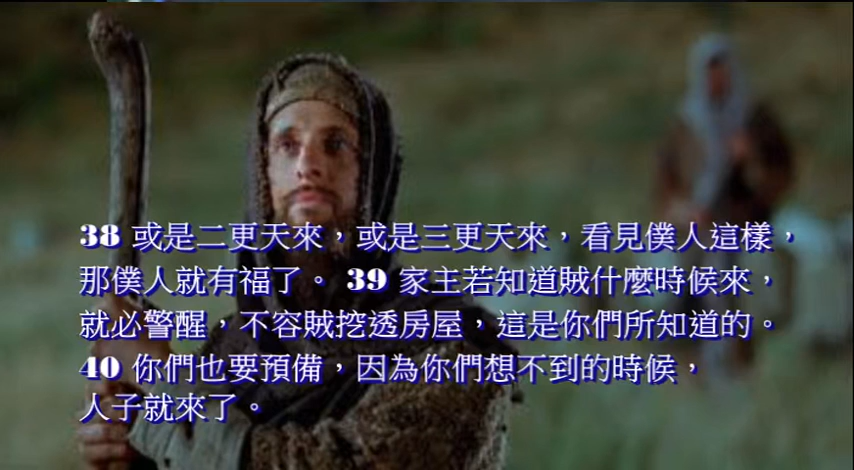 38 或是二更天來，或是三更天來，看見僕人這樣，
那僕人就有福了。 39 家主若知道賊什麼時候來，
就必警醒，不容賊挖透房屋，這是你們所知道的。
40 你們也要預備，因為你們想不到的時候，
人子就來了。